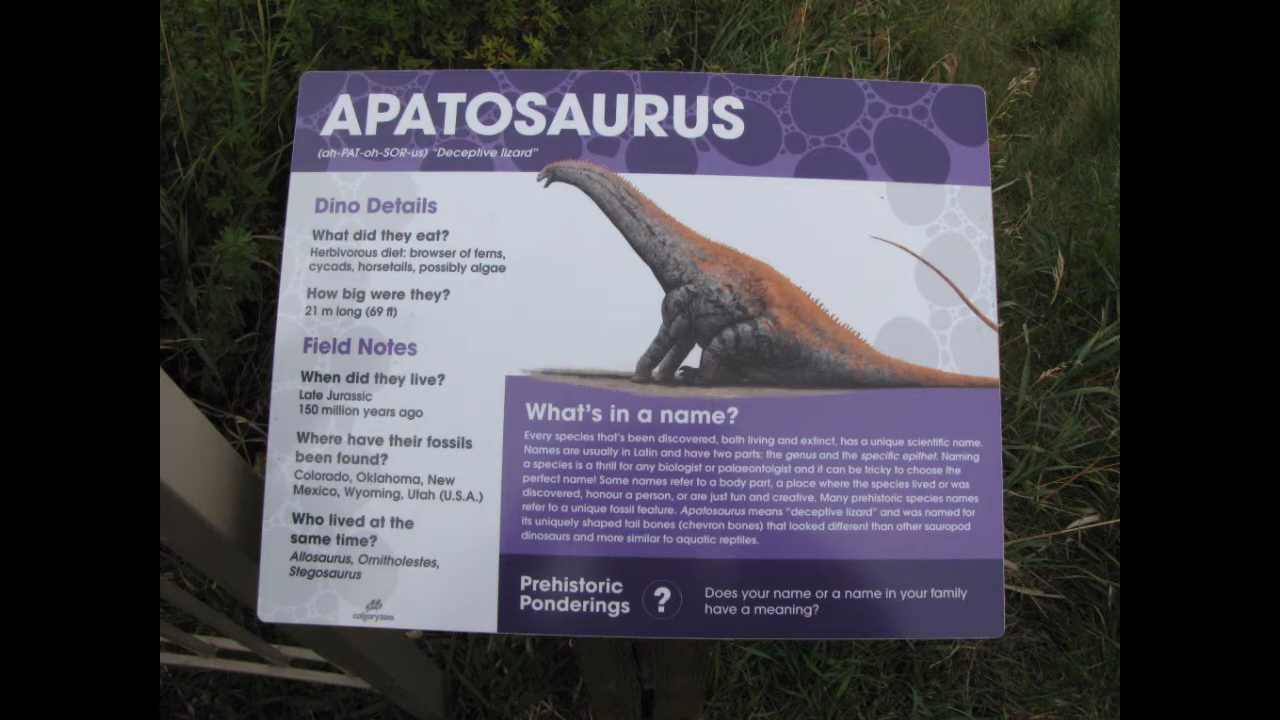 APATOSAURUS
(ah-PAT-oh-SOR-us) "Deceptive lizard"
Dino Details
What did they eat?
Herbivorous diet: browser of ferns,
cycads, horsetails, possibly algae
How big were they?
21 m long (69 ft)
Field Notes
When did they live?
Late Jurassic
150 million years ago
Where have their fossils
been found?
Colorado, Oklahoma, New
Mexico, Wyoming, Utah (U.S.A.)
Who lived at the
same time?
Allosaurus, Ornitholestes,
Stegosaurus
calgaryzoo
What's in a name?
Every species that's been discovered, both living and extinct, has a unique scientific name.
Names are usually in Latin and have two parts: the genus and the specific epithet. Naming
a species is a thrill for any biologist or palaeontolgist and it can be tricky to choose the
perfect name! Some names refer to a body part, a place where the species lived or was
discovered, honour a person, or are just fun and creative. Many prehistoric species names
refer to a unique fossil feature. Apatosaurus means "deceptive lizard" and was named for
its uniquely shaped tail bones (chevron bones) that looked different than other sauropod
dinosaurs and more similar to aquatic reptiles.
Prehistoric
Ponderings
?
Does your name or a name in your family
have a meaning?